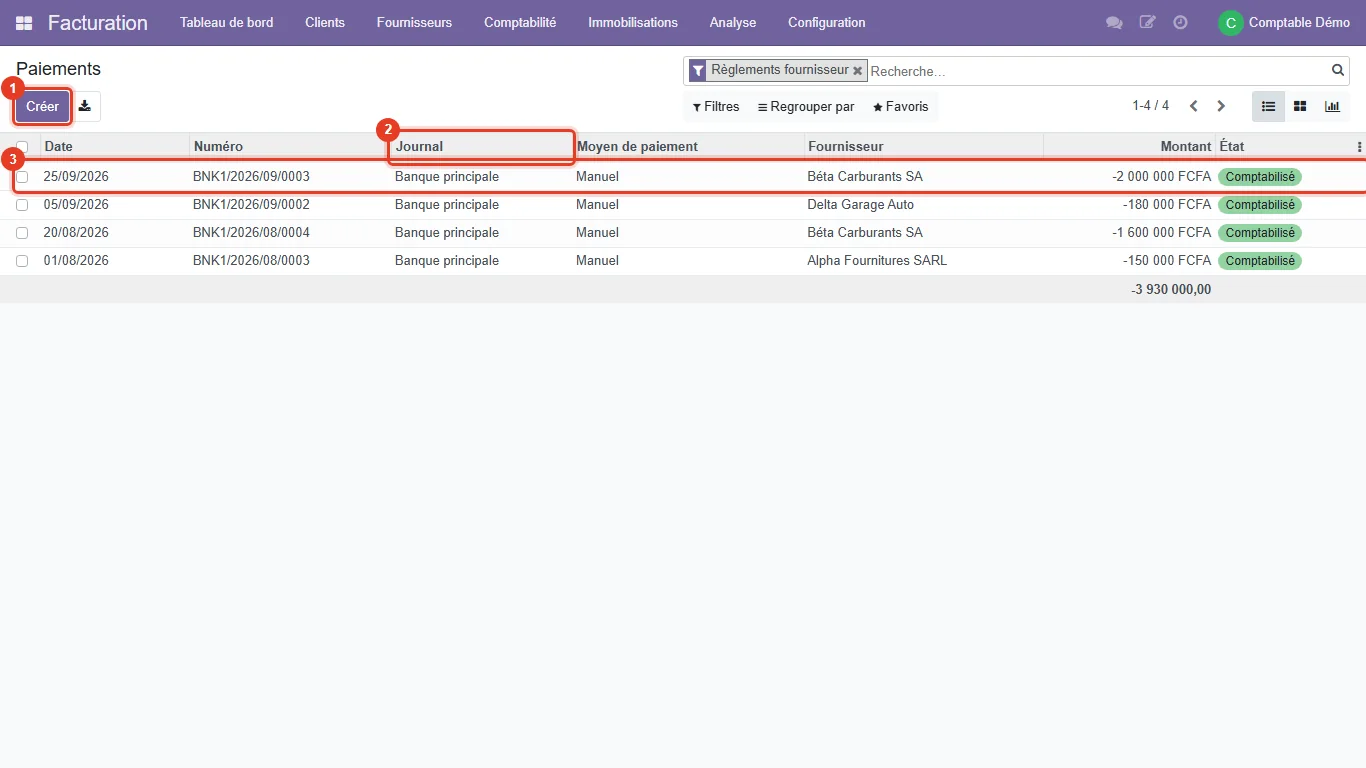 Facturation Tableau de bord Clients Fournisseurs Comptabilité Immobilisations Analyse Configuration C Comptable Démo
Paiements
Règlements fournisseur Recherche...
1
Créer
Filtres Regrouper par Favoris 1-4 / 4
2
Date Numéro Journal Moyen de paiement Fournisseur Montant État
3
25/09/2026 BNK1/2026/09/0003 Banque principale Manuel Béta Carburants SA -2 000 000 FCFA Comptabilisé
05/09/2026 BNK1/2026/09/0002 Banque principale Manuel Delta Garage Auto -180 000 FCFA Comptabilisé
20/08/2026 BNK1/2026/08/0004 Banque principale Manuel Béta Carburants SA -1 600 000 FCFA Comptabilisé
01/08/2026 BNK1/2026/08/0003 Banque principale Manuel Alpha Fournitures SARL -150 000 FCFA Comptabilisé
-3 930 000,00